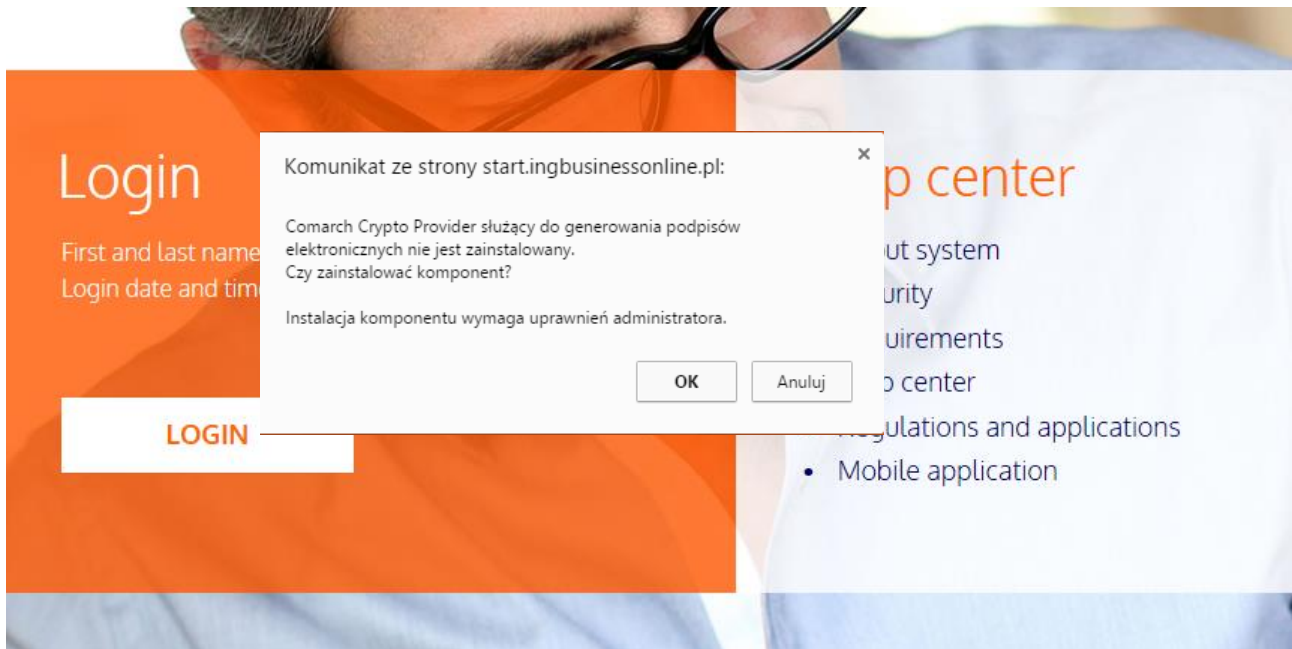 Login
First and last name
Login date and tim
LOGIN
Komunikat ze strony start.ingbusinessonline.pl:
Comarch Crypto Provider służący do generowania podpisów
elektronicznych nie jest zainstalowany.
Czy zainstalować komponent?
Instalacja komponentu wymaga uprawnień administratora.
OK
Anuluj
p center
ut system
urity
uirements
p center
Regulations and applications
• Mobile application